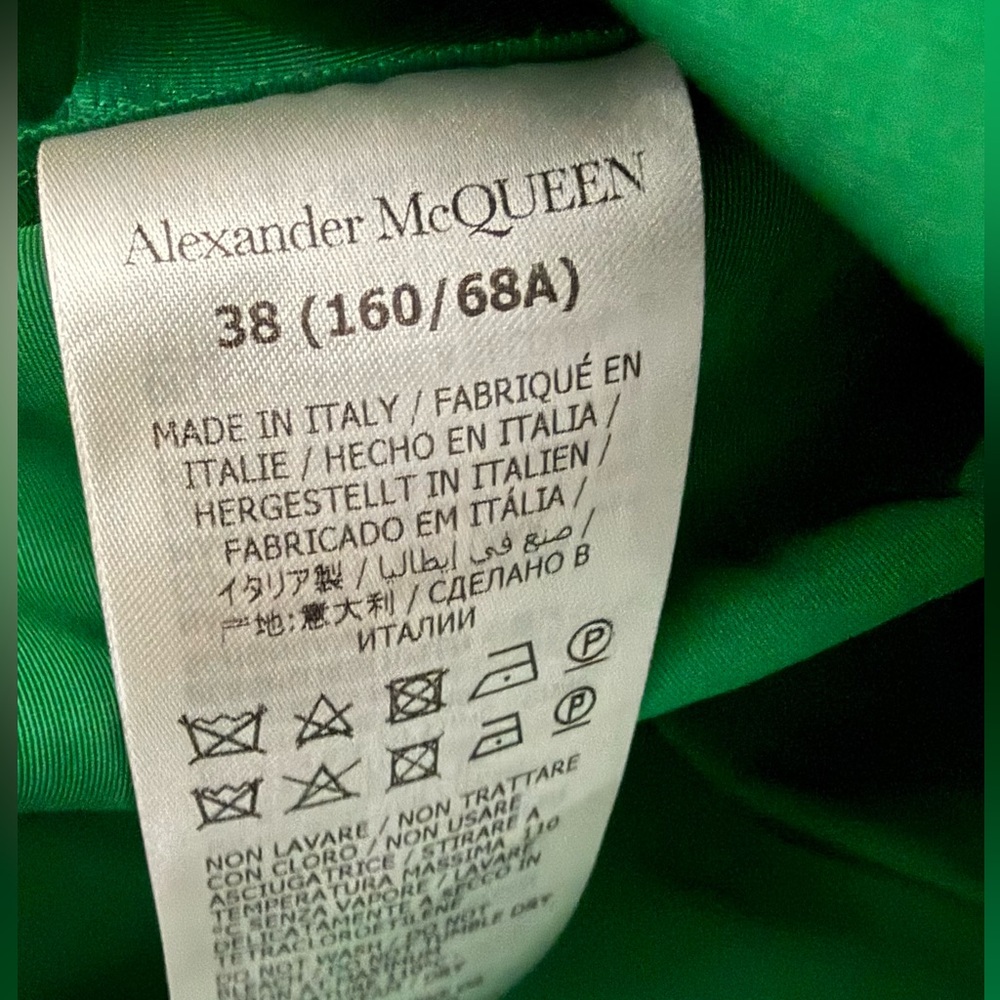 Alexander McQUEEN
38 (160/68A)
MADE IN ITALY / FABRIQUÉ EN
ITALIE / HECHO EN ITALIA /
HERGESTELLT IN ITALIEN /
FABRICADO EM ITÁLIA /
イタリア製 / صنع في ايطاليا /
产地:意大利 / СДЕЛАНО В
ИТАЛИИ
P
P
NON LAVARE / NON TRATTARE
CON CLORO / NON USARE
ASCIUGATRICE / STIRARE A
TEMPERATURA MASSIMA 110
°C SENZA VAPORE / LAVARE
DELICATAMENTE A SECCO IN
TETRACLOROETILENE
DO NOT WASH / DO NOT